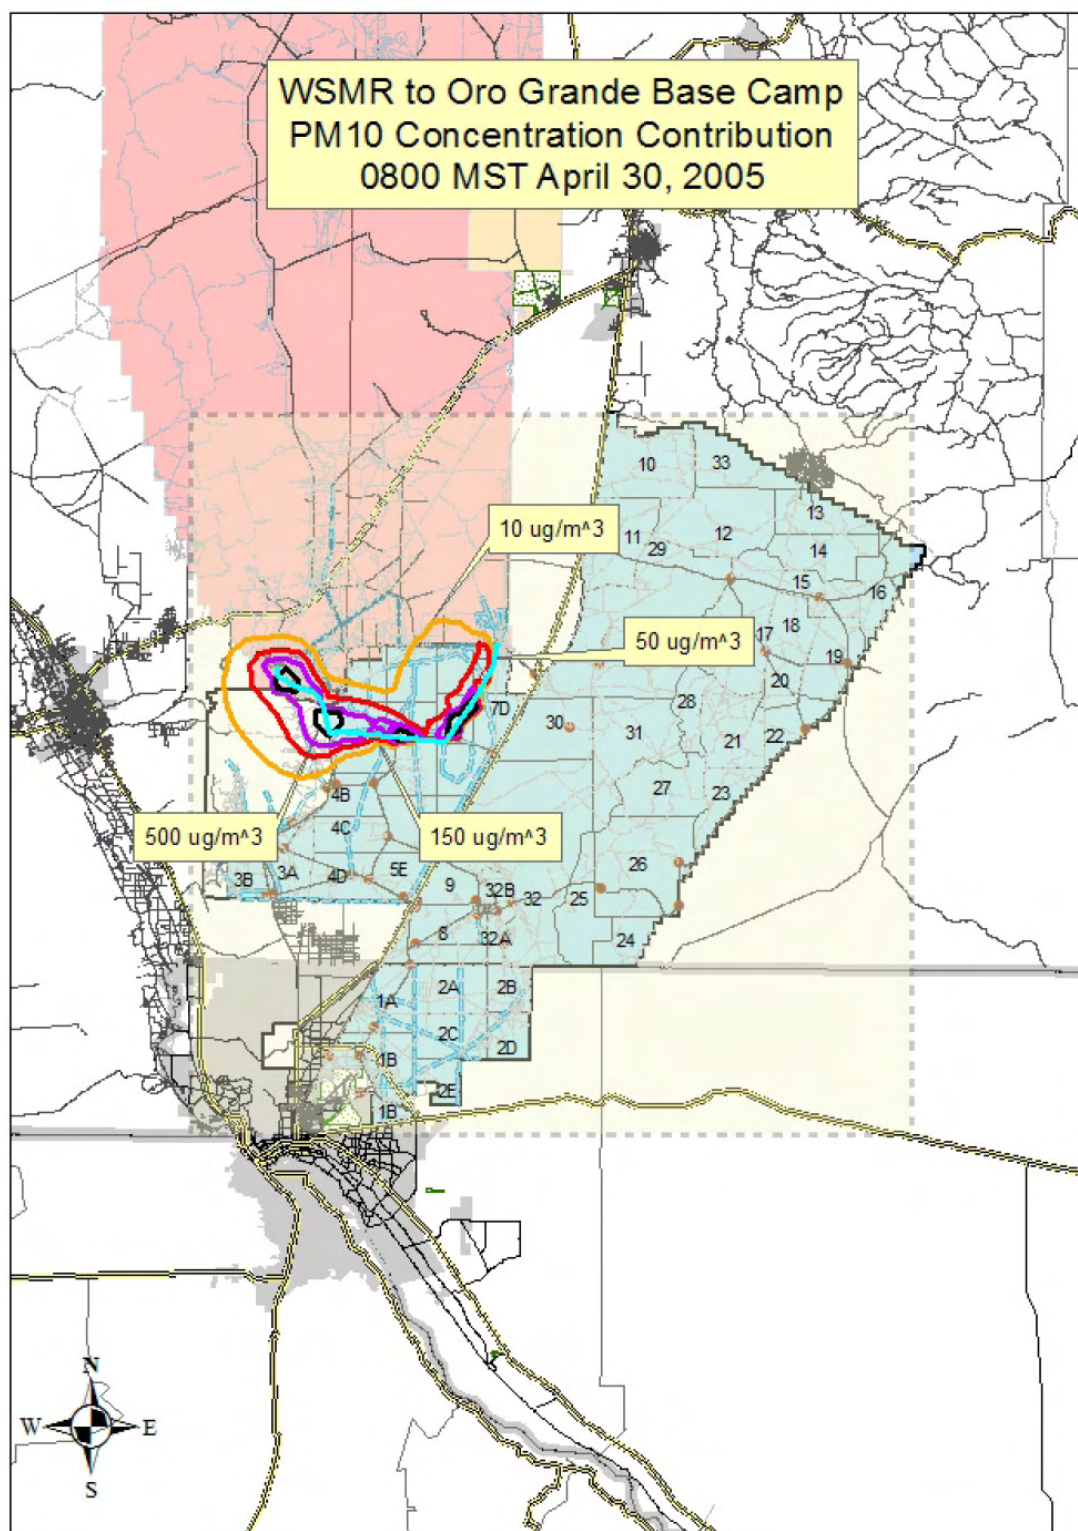 WSMR to Oro Grande Base Camp
PM10 Concentration Contribution
0800 MST April 30, 2005
10
33
13
10 ug/m^3
11
12
29
14
15
16
50 ug/m^3
17
18
19
20
28
7D
30
31
21
22
27
23
4B
500 ug/m^3
150 ug/m^3
4C
3B
3A
4D
5E
9
32B
32
25
26
8
32A
24
1A
2A
2B
2C
1B
2D
2E
1B
N
W
E
S